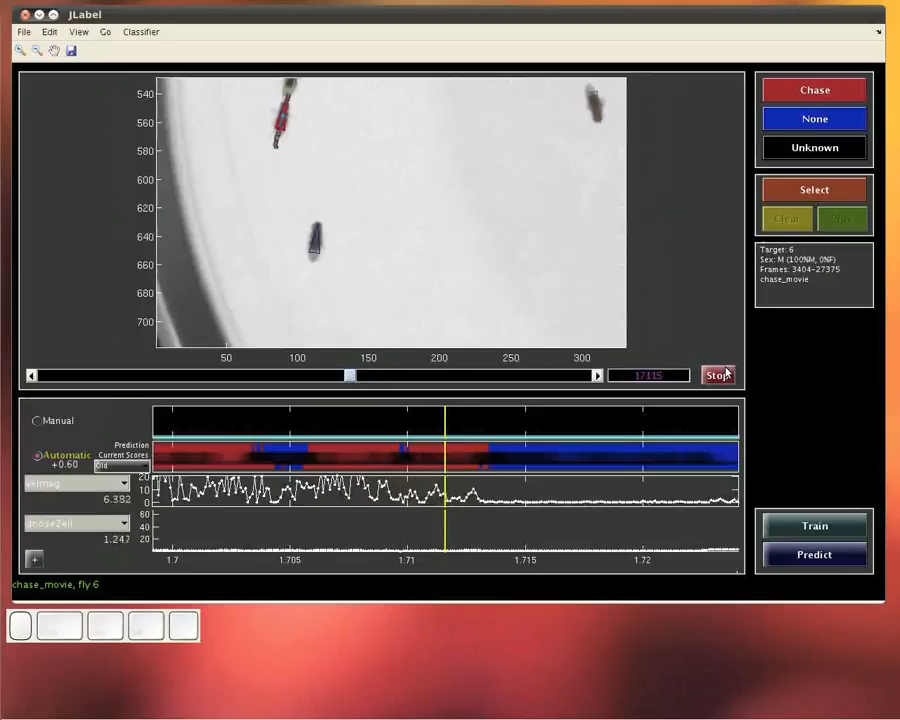 JLabel
File Edit View Go Classifier
540
560
580
600
620
640
660
680
700
50 100 150 200 250 300
17115
Stop
Chase
None
Unknown
Select
Clear
Target: 6
Sex: M (100%M, 0%F)
Frames: 3404-27375
chase_movie
Manual
Automatic
+0.60
Prediction
Current Scores
Old
20
10
0
6.382
60
40
20
1.247
+
1.7 1.705 1.71 1.715 1.72
Train
Predict
chase_movie, fly 6